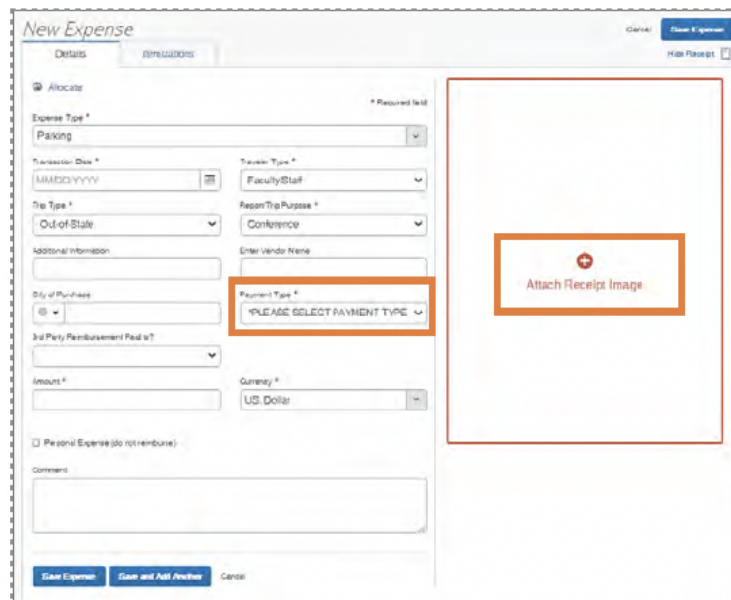 New Expense
Cancel Save Expense
Details Itemizations
Hide Receipt
Allocate
* Required field
Expense Type *
Parking
Transaction Date * Traveler Type *
MM/DD/YYYY Faculty/Staff
Trip Type * Report/Trip Purpose *
Out-of-State Conference
Additional Information Enter Vendor Name
Attach Receipt Image
City of Purchase Payment Type *
*PLEASE SELECT PAYMENT TYPE
3rd Party Reimbursement Paid to?
Amount * Currency *
US, Dollar
Personal Expense (do not reimburse)
Comment
Save Expense Save and Add Another Cancel